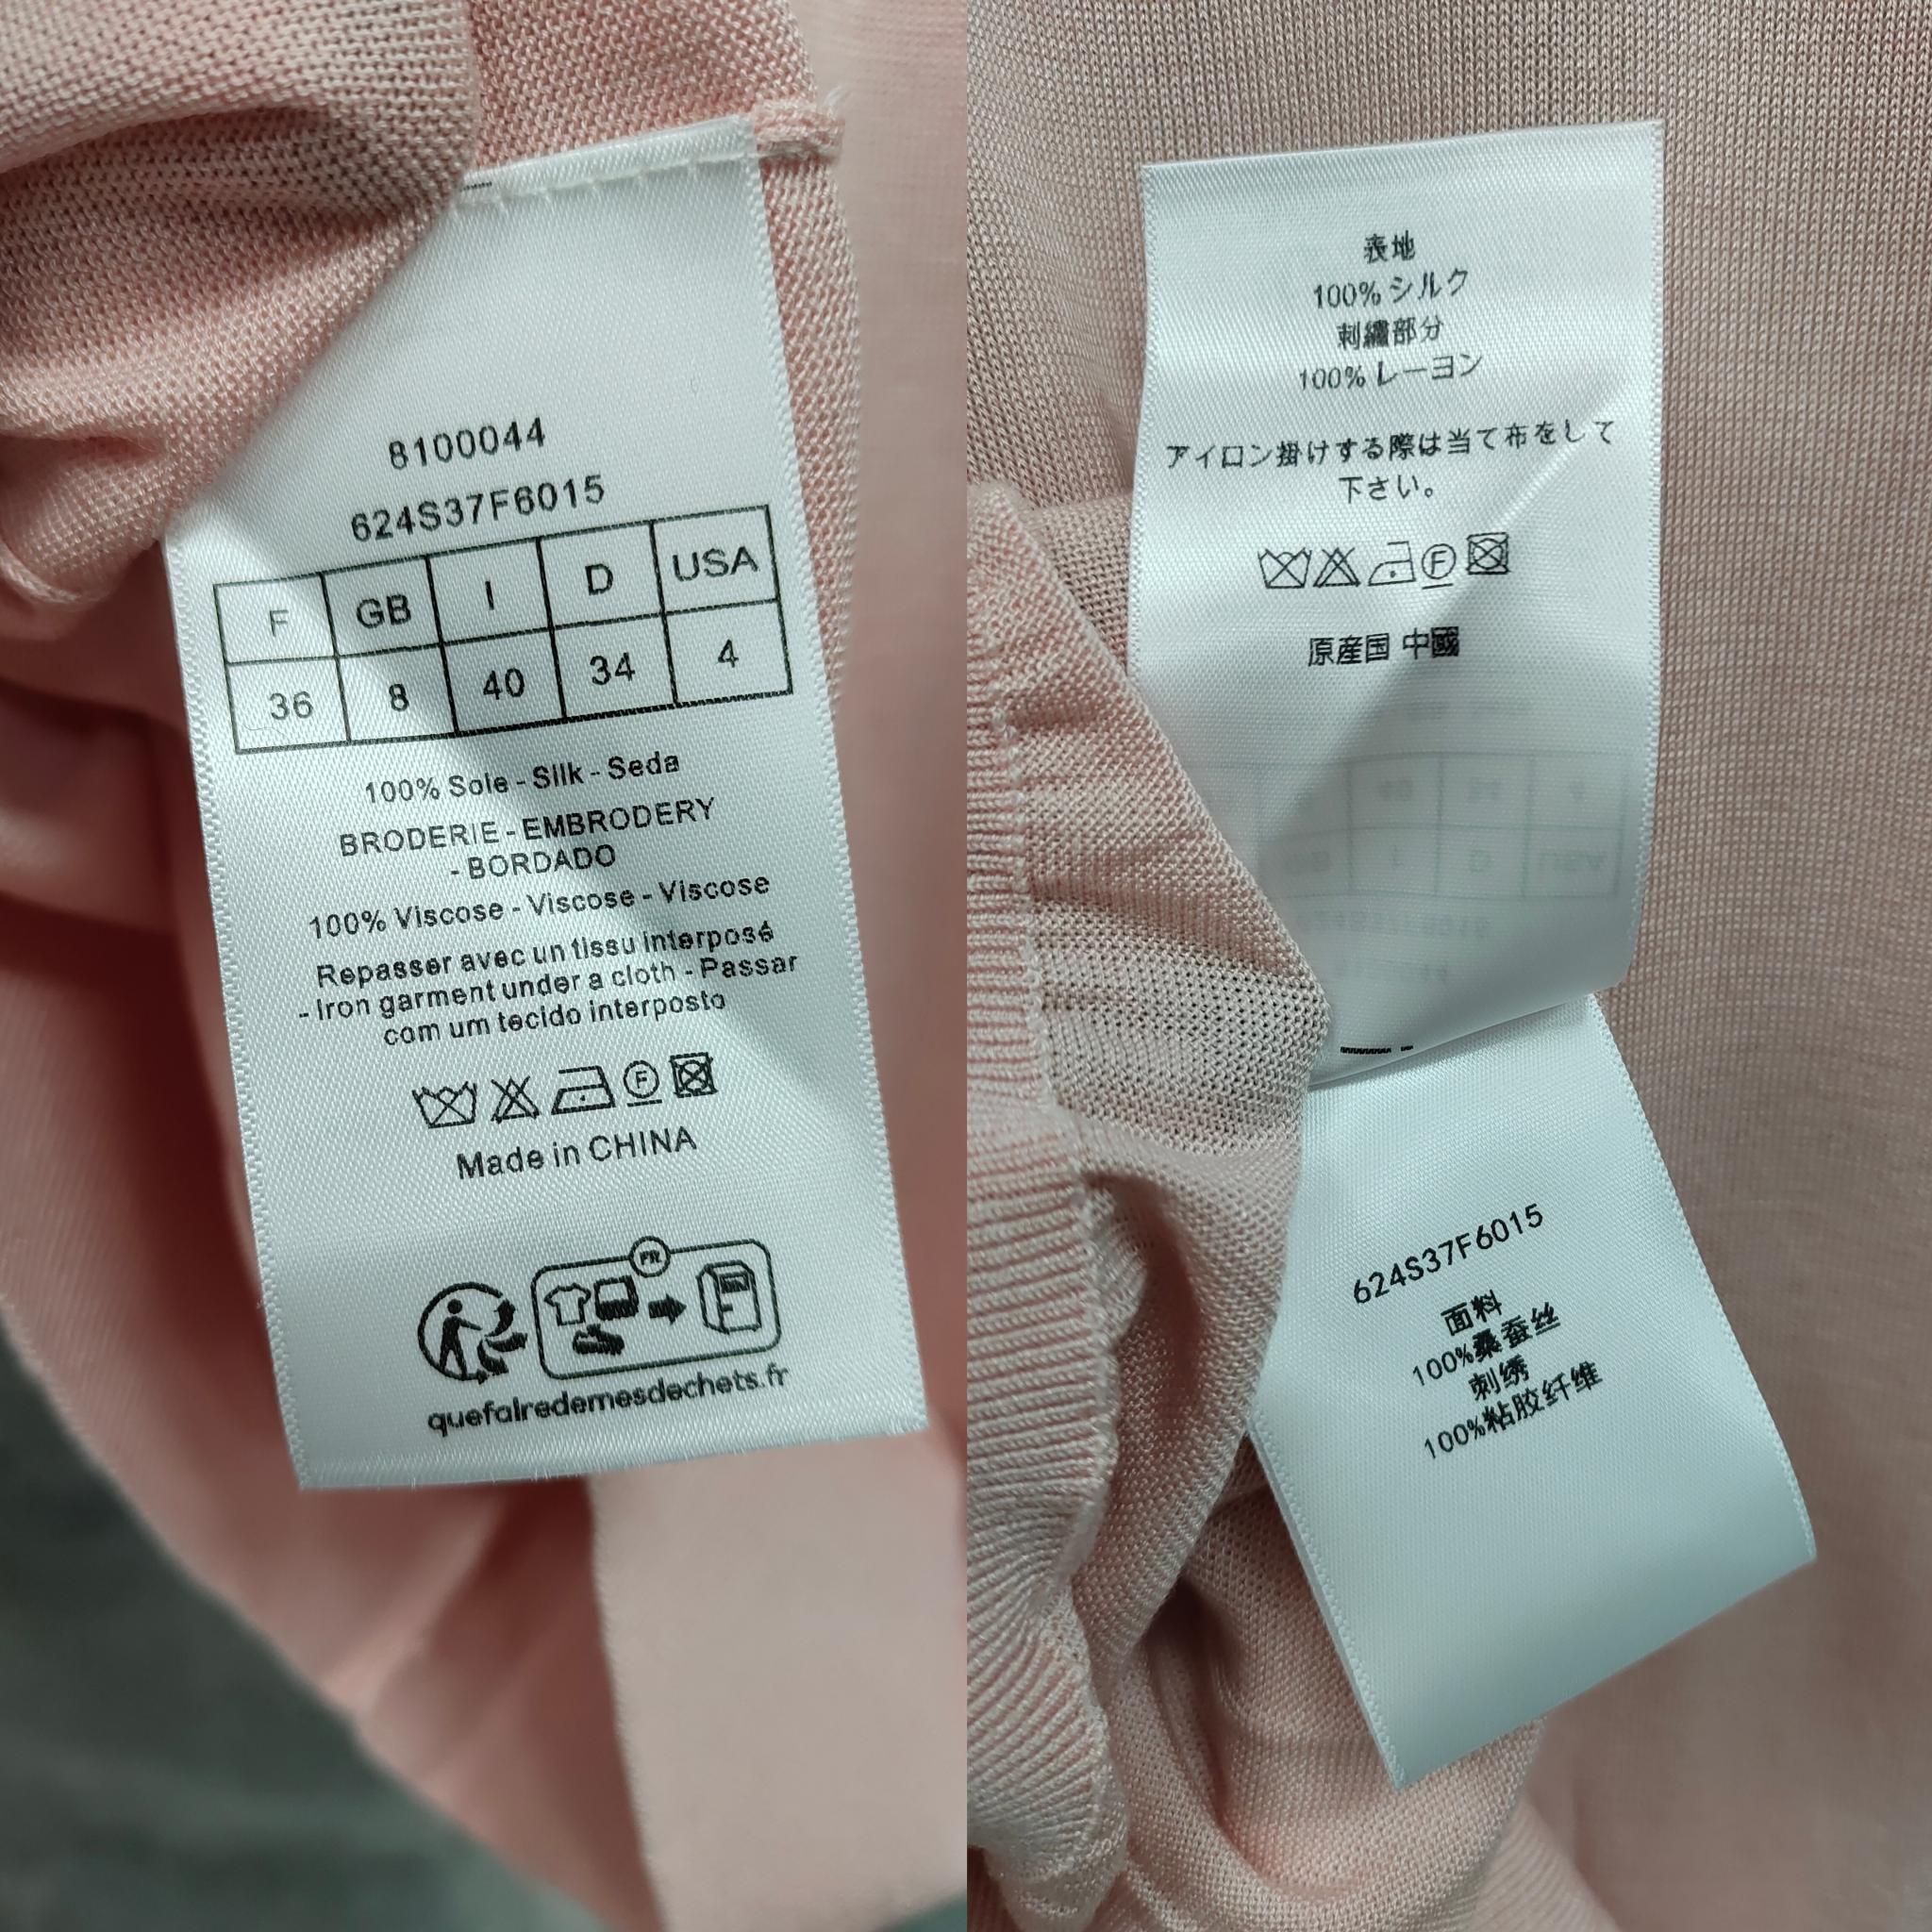 8100044
624S37F6015
F GB I D USA
36 8 40 34 4
100% Soie - Silk - Seda
BRODERIE - EMBRODERY
- BORDADO
100% Viscose - Viscose - Viscose
Repasser avec un tissu interposé
- Iron garment under a cloth - Passar
com um tecido interposto
F
Made in CHINA
FR
quefairedemesdechets.fr
表地
100% シルク
刺繡部分
100% レーヨン
アイロン掛けする際は当て布をして
下さい。
F
原産国 中國
624S37F6015
面料
100%桑蚕丝
刺绣
100%粘胶纤维